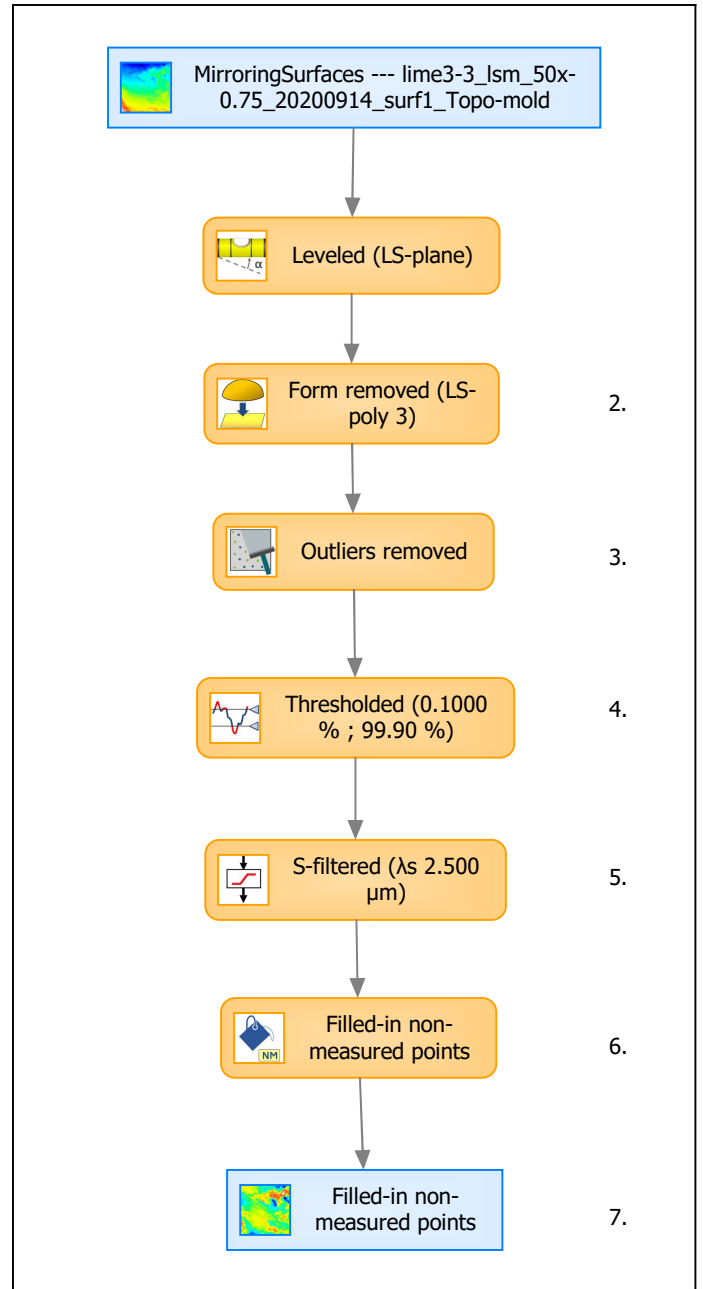 MirroringSurfaces --- lime3-3_lsm_50x-
0.75_20200914_surf1_Topo-mold
α
Leveled (LS-plane)
Form removed (LS-
poly 3)
2.
Outliers removed
3.
Thresholded (0.1000
% ; 99.90 %)
4.
S-filtered (λs 2.500
µm)
5.
NM
Filled-in non-
measured points
6.
Filled-in non-
measured points
7.